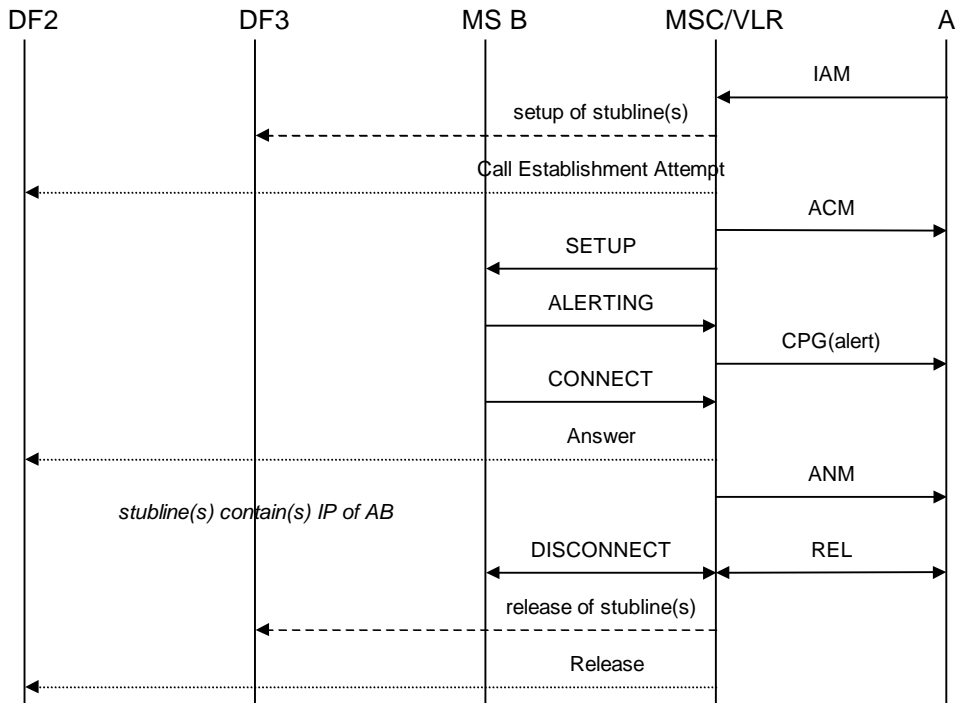 DF2 DF3 MS B MSC/VLR A
IAM
setup of stubline(s)
Call Establishment Attempt
ACM
SETUP
ALERTING
CPG(alert)
CONNECT
Answer
ANM
stubline(s) contain(s) IP of AB
DISCONNECT REL
release of stubline(s)
Release